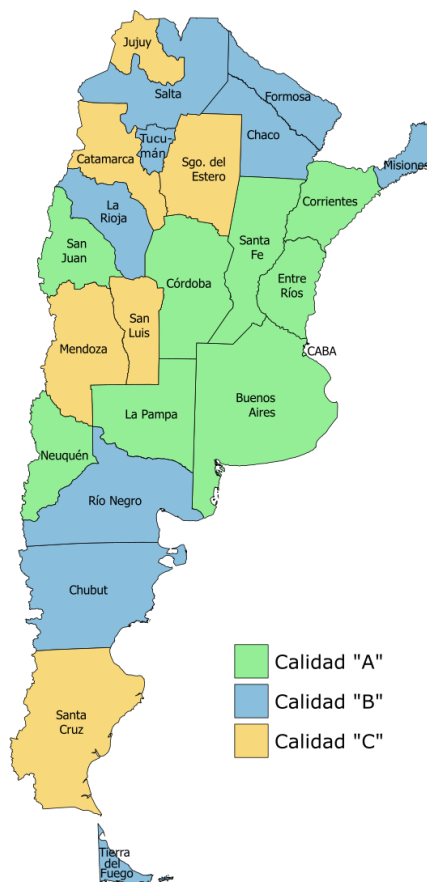 Jujuy
Salta
Formosa
Chaco
Tucu-
mán
Misiones
Catamarca
Sgo. del
Estero
La
Rioja
Corrientes
San
Juan
Santa
Fe
Córdoba
Entre
Ríos
San
Luis
Mendoza
CABA
La Pampa
Buenos
Aires
Neuquén
Río Negro
Chubut
Calidad "A"
Calidad "B"
Calidad "C"
Santa
Cruz
Tierra
del
Fuego